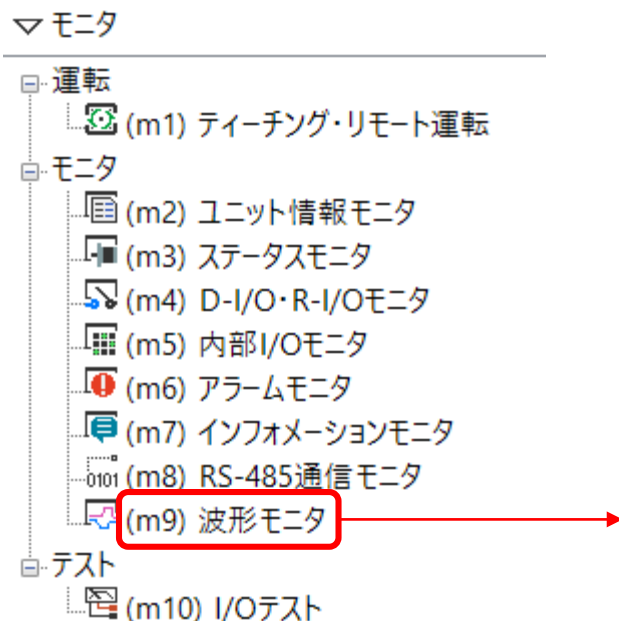 モニタ
運転
(m1) ティーチング・リモート運転
モニタ
(m2) ユニット情報モニタ
(m3) ステータスモニタ
(m4) D-I/O・R-I/Oモニタ
(m5) 内部I/Oモニタ
(m6) アラームモニタ
(m7) インフォメーションモニタ
0101 (m8) RS-485通信モニタ
(m9) 波形モニタ
テスト
(m10) I/Oテスト